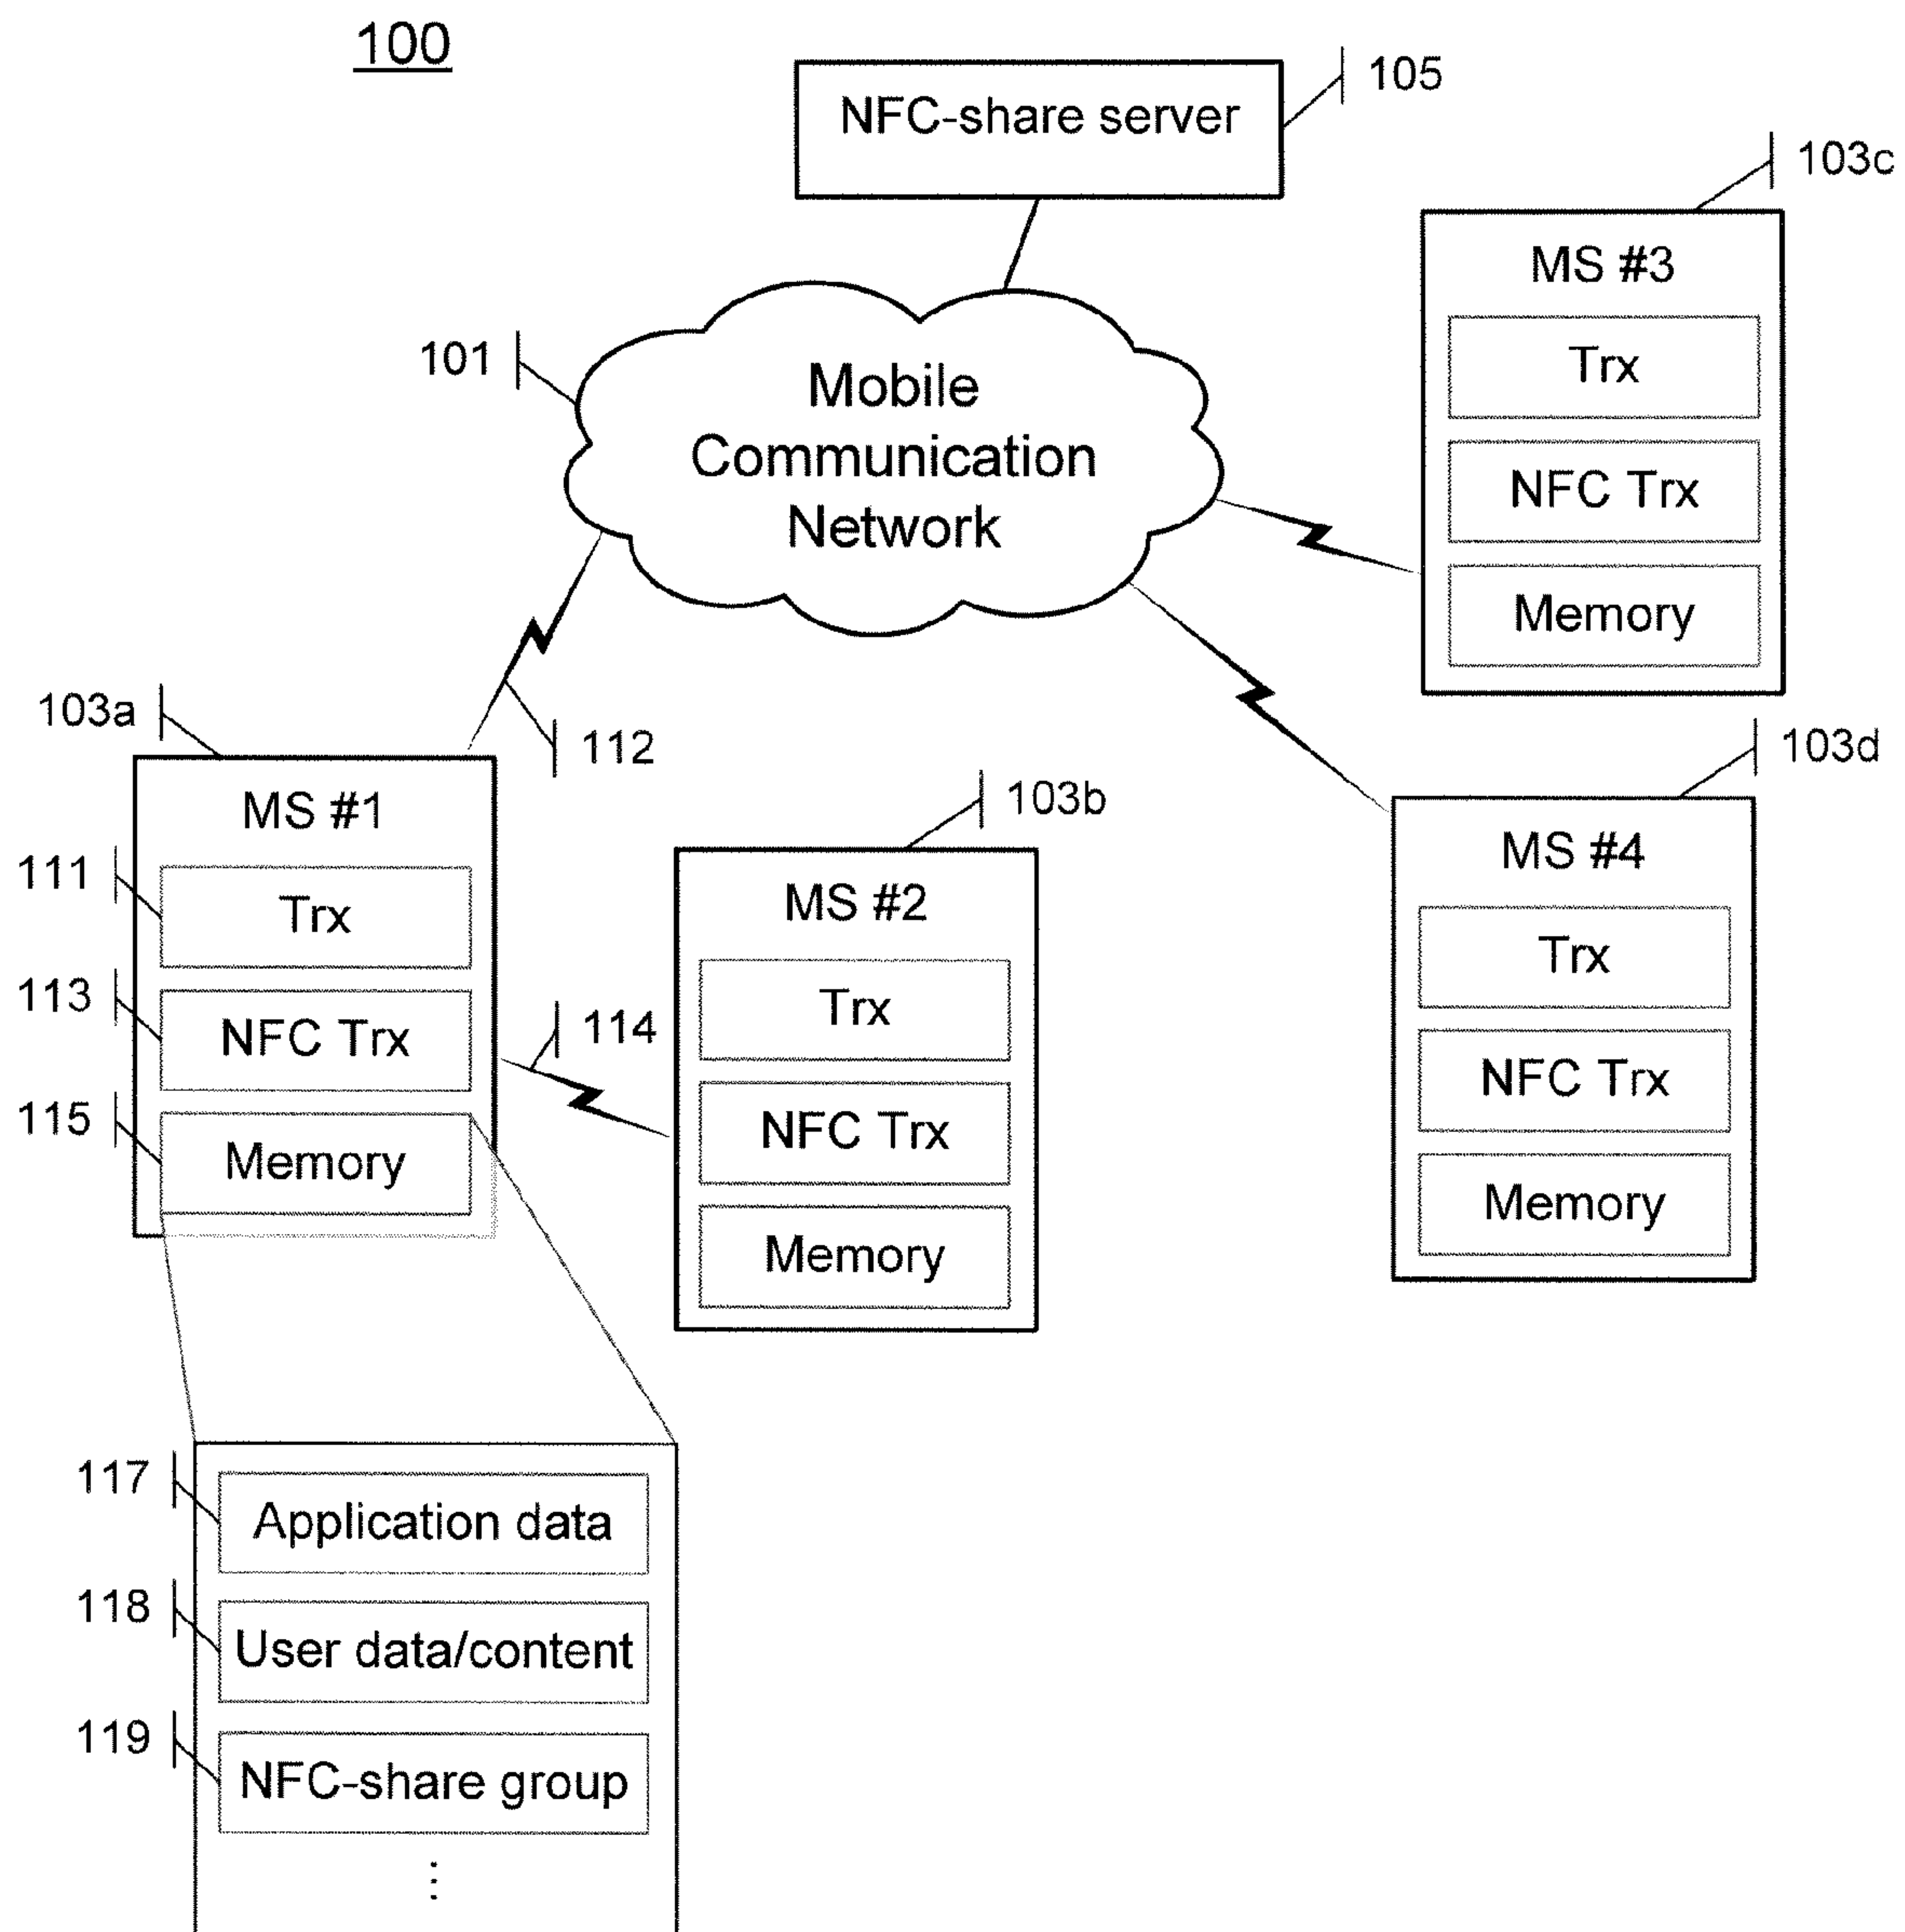 100
NFC-share server
105
103c
MS #3
Trx
NFC Trx
Memory
101
Mobile
Communication
Network
103a
112
MS #1
111
Trx
113
NFC Trx
115
Memory
114
103b
MS #2
Trx
NFC Trx
Memory
103d
MS #4
Trx
NFC Trx
Memory
117
Application data
118
User data/content
119
NFC-share group
⋮